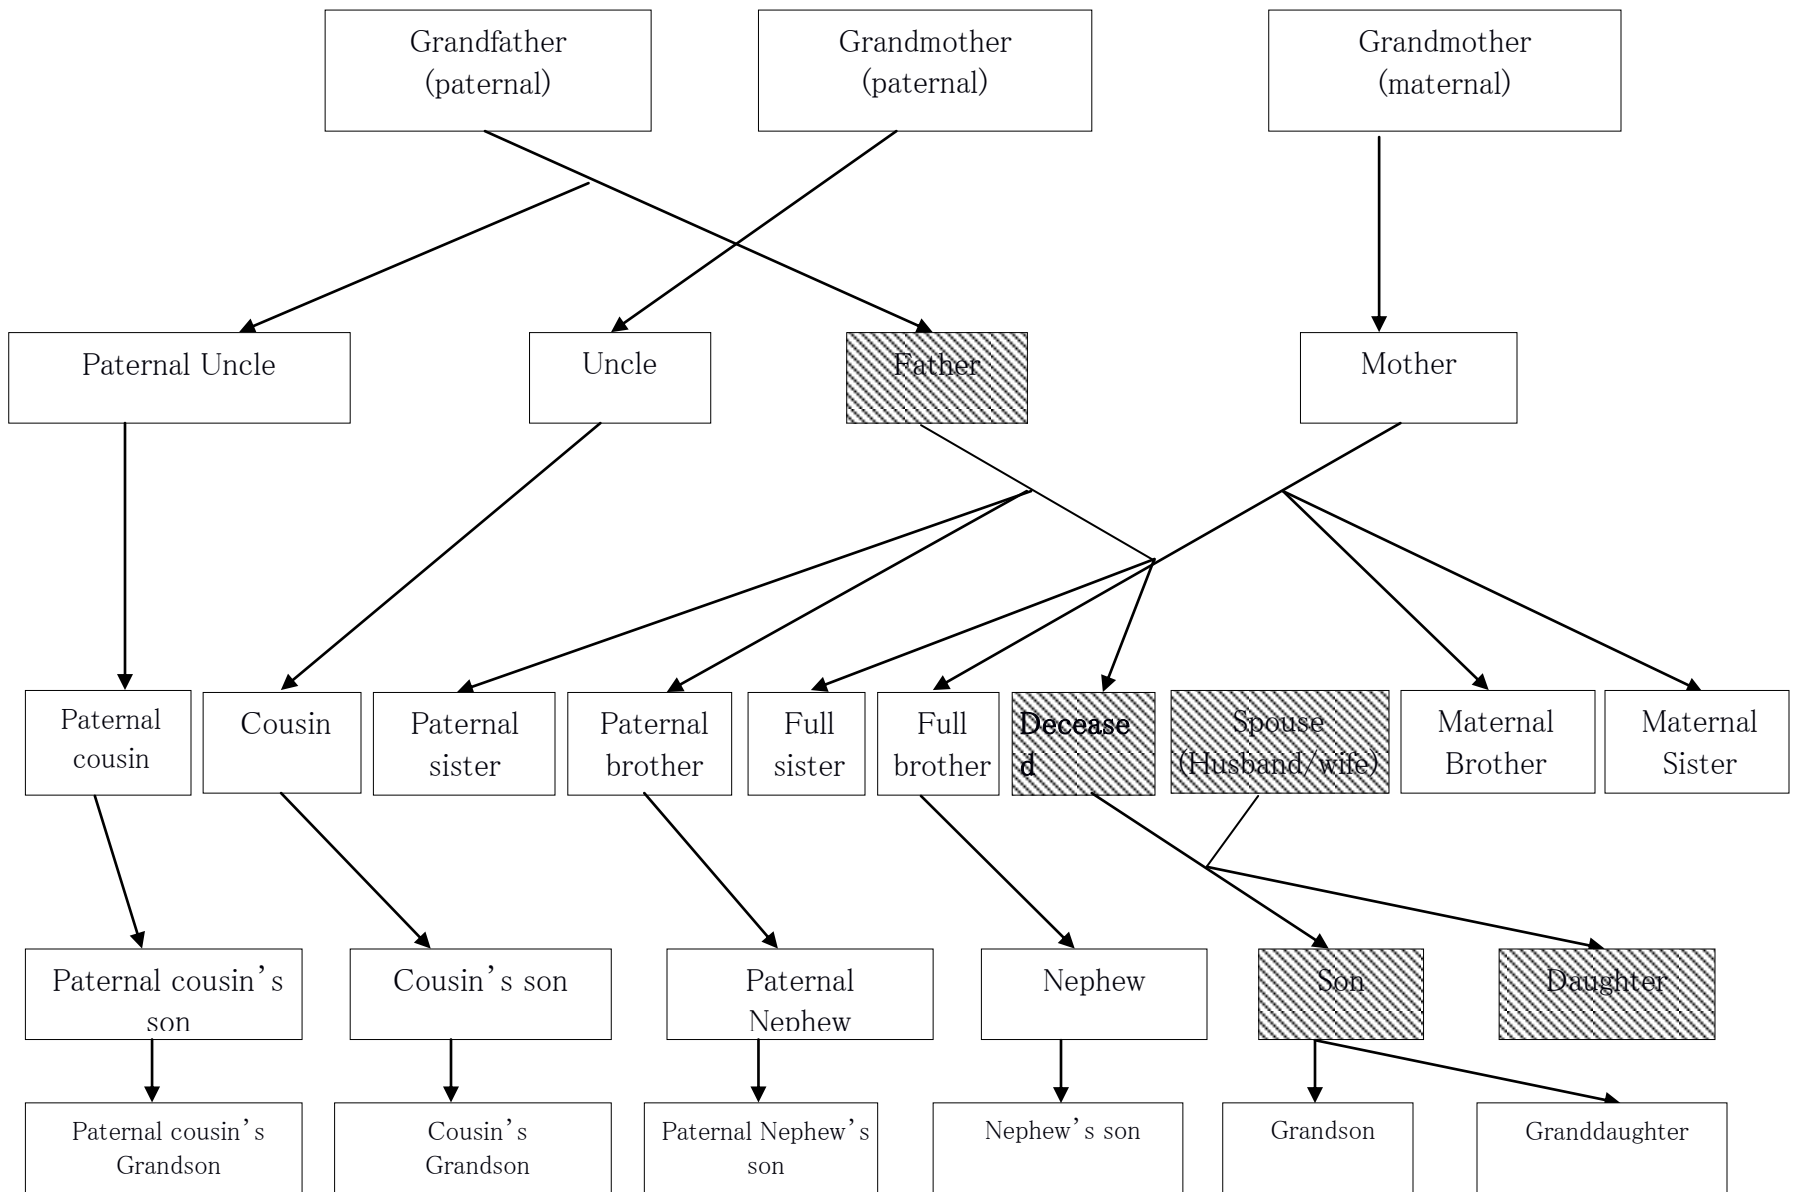 Grandfather
(paternal)
Grandmother
(paternal)
Grandmother
(maternal)
Paternal Uncle
Uncle
Father
Mother
Paternal
cousin
Cousin
Paternal
sister
Paternal
brother
Full
sister
Full
brother
Decease
d
Spouse
(Husband/wife)
Maternal
Brother
Maternal
Sister
Paternal cousin’s
son
Cousin’s son
Paternal
Nephew
Nephew
Son
Daughter
Paternal cousin’s
Grandson
Cousin’s
Grandson
Paternal Nephew’s
son
Nephew’s son
Grandson
Granddaughter